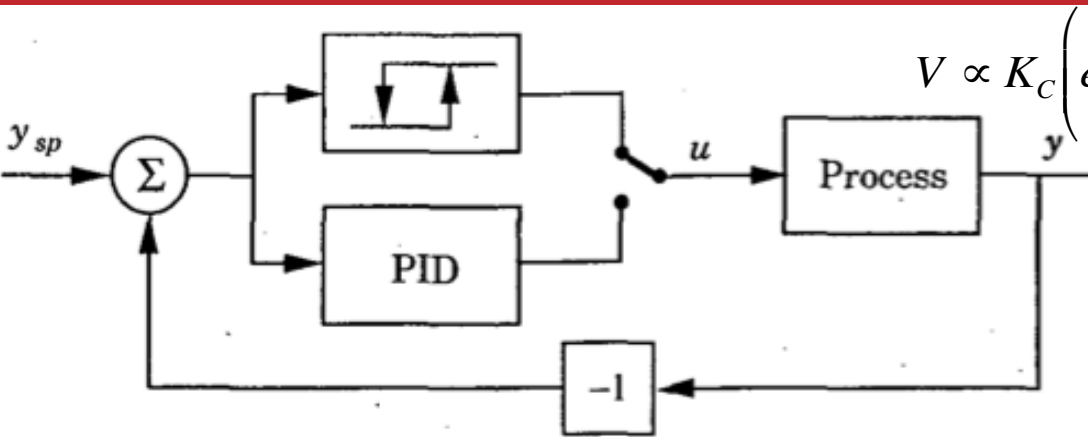 V ∝ K_C ( e
y_sp
Σ
u
Process
y
PID
−1